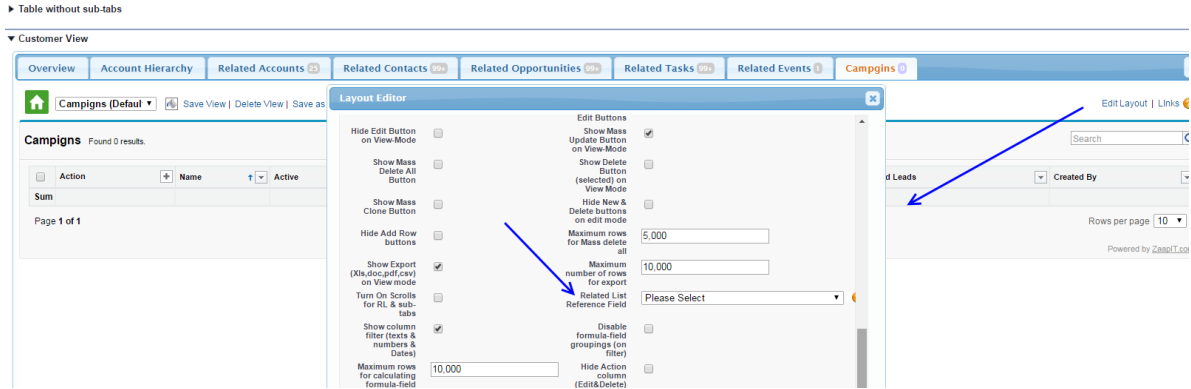 Table without sub-tabs
Customer View
Overview Account Hierarchy Related Accounts 25 Related Contacts 99+ Related Opportunities 99+ Related Tasks 99+ Related Events 1 Campgins 0
Layout Editor
Campigns (Defaul Save View | Delete View | Save as
Edit Layout | Links
Edit Buttons
Hide Edit Button
on View-Mode
Show Mass
Update Button
on View-Mode
Campigns Found 0 results.
Search
Show Mass
Delete All
Button
Show Delete
Button
(selected) on
View Mode
Action Name Active
d Leads Created By
Sum
Show Mass
Clone Button
Hide New &
Delete buttons
on edit mode
Page 1 of 1
Rows per page 10
Hide Add Row
buttons
Maximum rows
for Mass delete
all
5,000
Powered by ZaapIT.co
Show Export
(Xls,doc,pdf,csv)
on View mode
Maximum
number of rows
for export
10,000
Turn On Scrolls
for RL & sub-
tabs
Related List
Reference Field
Please Select
Show column
filter (texts &
numbers &
Dates)
Disable
formula-field
groupings (on
filter)
Maximum rows
for calculating
formula-field
10,000
Hide Action
column
(Edit&Delete)